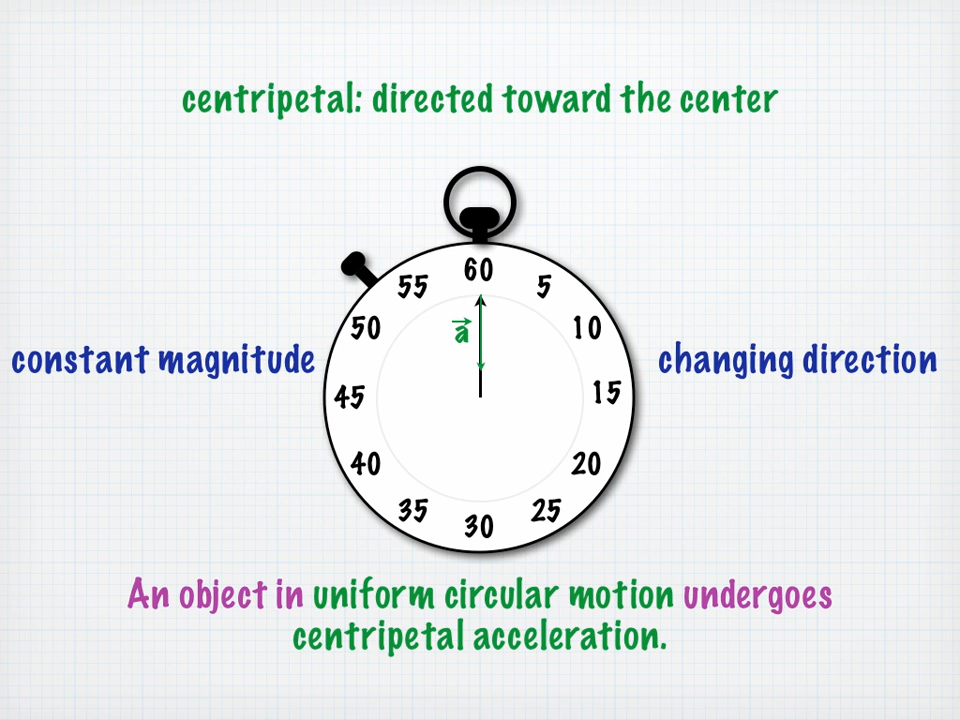 centripetal: directed toward the center
60
55 5
50 10
a
constant magnitude
changing direction
45 15
40 20
35 25
30
An object in uniform circular motion undergoes
centripetal acceleration.